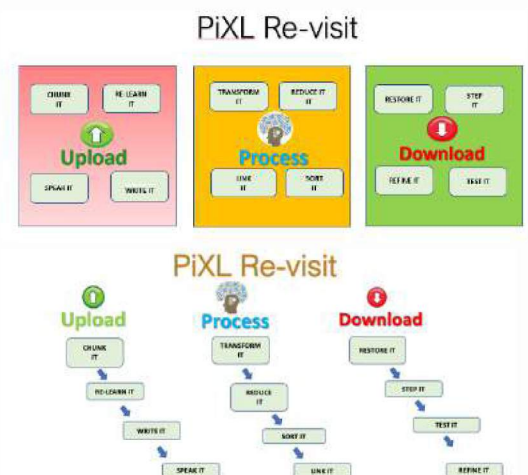 PiXL Re-visit
CHUNK
IT
RE-LEARN
IT
Upload
SPEAK IT
WRITE IT
TRANSFORM
IT
REDUCE IT
IT
Process
LINK
IT
SORT
IT
RESTORE IT
STEP
IT
Download
REFINE IT
TEST IT
PiXL Re-visit
Upload
Process
Download
CHUNK
IT
RE-LEARN IT
WRITE IT
SPEAK IT
TRANSFORM
IT
REDUCE
IT
SORT IT
LINK IT
RESTORE IT
STEP IT
TEST IT
REFINE IT